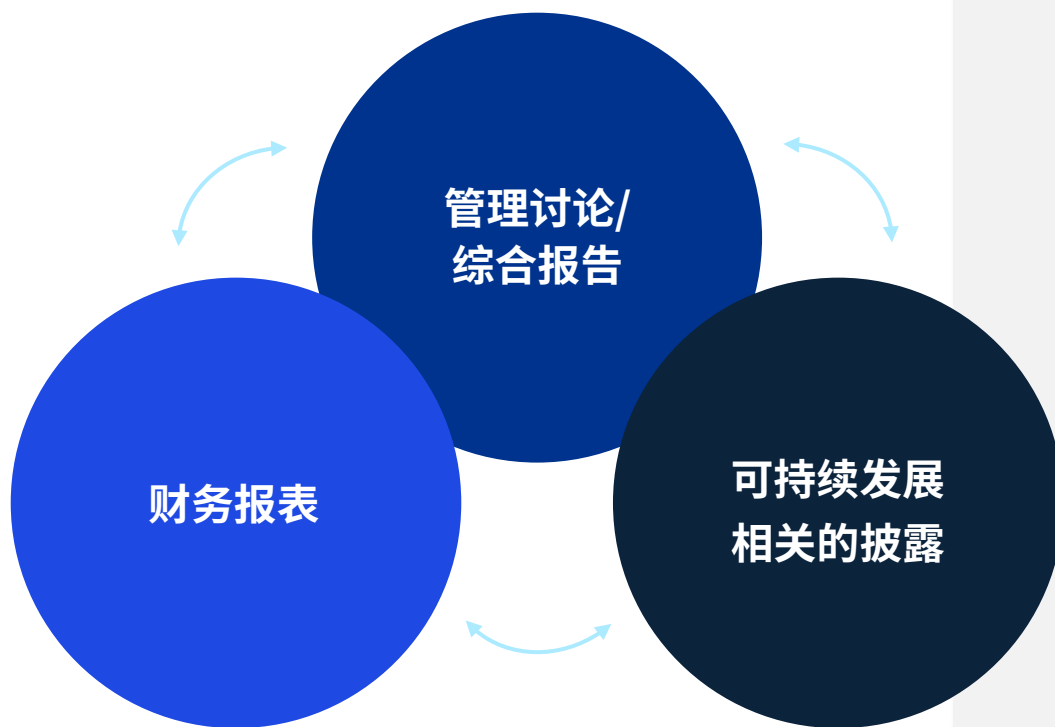 管理讨论/
综合报告
财务报表
可持续发展
相关的披露